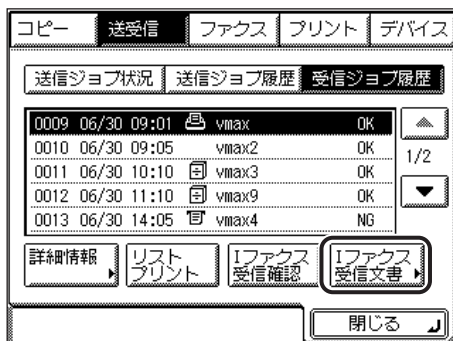 コピー 送受信 ファクス プリント デバイス
送信ジョブ状況 送信ジョブ履歴 受信ジョブ履歴
0009 06/30 09:01 vmax OK
0010 06/30 09:05 vmax2 OK
0011 06/30 10:10 vmax3 OK
0012 06/30 11:10 vmax9 OK
0013 06/30 14:05 vmax4 NG
1/2
詳細情報 リスト Iファクス Iファクス
プリント 受信確認 受信文書
閉じる